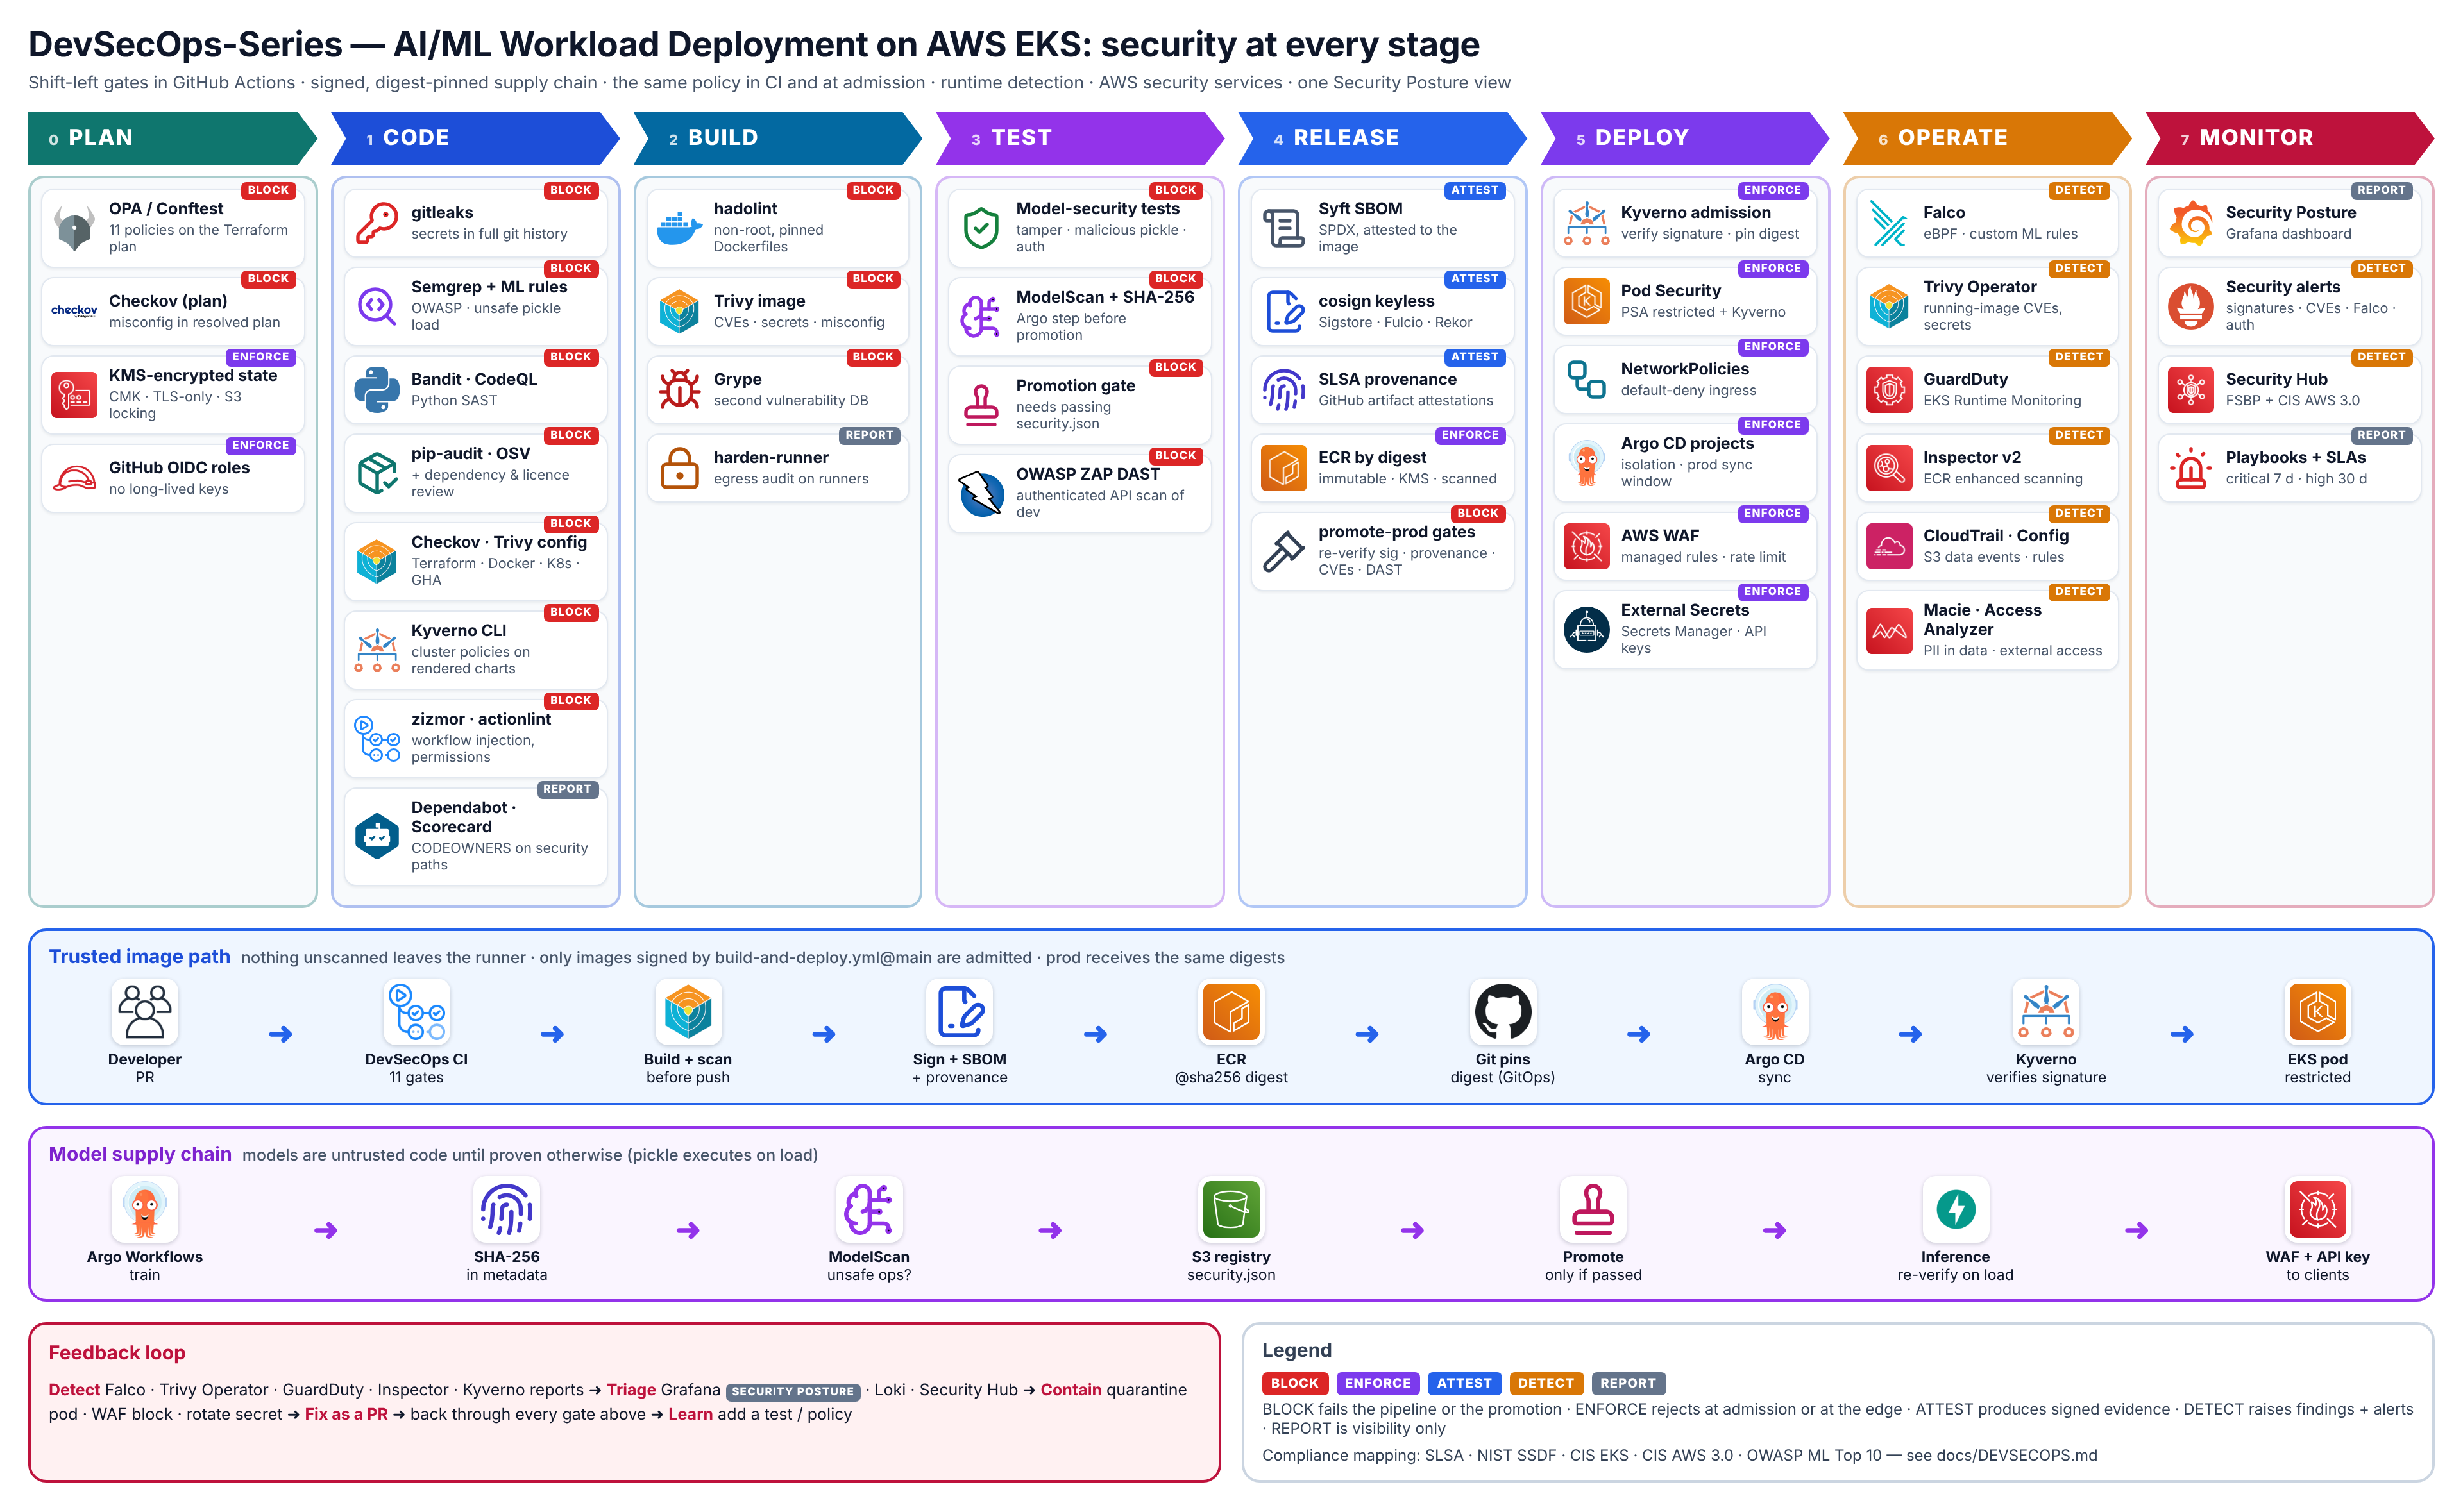 DevSecOps-Series — AI/ML Workload Deployment on AWS EKS: security at every stage
Shift-left gates in GitHub Actions · signed, digest-pinned supply chain · the same policy in CI and at admission · runtime detection · AWS security services · one Security Posture view
0 PLAN
BLOCK
OPA / Conftest
11 policies on the Terraform
plan
BLOCK
checkov
by bridgecrew
Checkov (plan)
misconfig in resolved plan
ENFORCE
KMS-encrypted state
CMK · TLS-only · S3
locking
ENFORCE
GitHub OIDC roles
no long-lived keys
1 CODE
BLOCK
gitleaks
secrets in full git history
BLOCK
Semgrep + ML rules
OWASP · unsafe pickle
load
BLOCK
Bandit · CodeQL
Python SAST
BLOCK
pip-audit · OSV
+ dependency & licence
review
BLOCK
Checkov · Trivy config
Terraform · Docker · K8s ·
GHA
BLOCK
Kyverno CLI
cluster policies on
rendered charts
BLOCK
zizmor · actionlint
workflow injection,
permissions
REPORT
Dependabot ·
Scorecard
CODEOWNERS on security
paths
2 BUILD
BLOCK
hadolint
non-root, pinned
Dockerfiles
BLOCK
Trivy image
CVEs · secrets · misconfig
BLOCK
Grype
second vulnerability DB
REPORT
harden-runner
egress audit on runners
3 TEST
BLOCK
Model-security tests
tamper · malicious pickle ·
auth
BLOCK
ModelScan + SHA-256
Argo step before
promotion
BLOCK
Promotion gate
needs passing
security.json
BLOCK
OWASP ZAP DAST
authenticated API scan of
dev
4 RELEASE
ATTEST
Syft SBOM
SPDX, attested to the
image
ATTEST
cosign keyless
Sigstore · Fulcio · Rekor
ATTEST
SLSA provenance
GitHub artifact attestations
ENFORCE
ECR by digest
immutable · KMS · scanned
BLOCK
promote-prod gates
re-verify sig · provenance ·
CVEs · DAST
5 DEPLOY
ENFORCE
Kyverno admission
verify signature · pin digest
ENFORCE
Pod Security
PSA restricted + Kyverno
ENFORCE
NetworkPolicies
default-deny ingress
ENFORCE
Argo CD projects
isolation · prod sync
window
ENFORCE
AWS WAF
managed rules · rate limit
ENFORCE
External Secrets
Secrets Manager · API
keys
6 OPERATE
DETECT
Falco
eBPF · custom ML rules
DETECT
Trivy Operator
running-image CVEs,
secrets
DETECT
GuardDuty
EKS Runtime Monitoring
DETECT
Inspector v2
ECR enhanced scanning
DETECT
CloudTrail · Config
S3 data events · rules
DETECT
Macie · Access
Analyzer
PII in data · external access
7 MONITOR
REPORT
Security Posture
Grafana dashboard
DETECT
Security alerts
signatures · CVEs · Falco ·
auth
DETECT
Security Hub
FSBP + CIS AWS 3.0
REPORT
Playbooks + SLAs
critical 7 d · high 30 d
Trusted image path nothing unscanned leaves the runner · only images signed by build-and-deploy.yml@main are admitted · prod receives the same digests
Developer
PR
➜
DevSecOps CI
11 gates
➜
Build + scan
before push
➜
Sign + SBOM
+ provenance
➜
ECR
@sha256 digest
➜
Git pins
digest (GitOps)
➜
Argo CD
sync
➜
Kyverno
verifies signature
➜
EKS pod
restricted
Model supply chain models are untrusted code until proven otherwise (pickle executes on load)
Argo Workflows
train
➜
SHA-256
in metadata
➜
ModelScan
unsafe ops?
➜
S3 registry
security.json
➜
Promote
only if passed
➜
Inference
re-verify on load
➜
WAF + API key
to clients
Feedback loop
Detect Falco · Trivy Operator · GuardDuty · Inspector · Kyverno reports ➜ Triage Grafana SECURITY POSTURE · Loki · Security Hub ➜ Contain quarantine
pod · WAF block · rotate secret ➜ Fix as a PR ➜ back through every gate above ➜ Learn add a test / policy
Legend
BLOCK ENFORCE ATTEST DETECT REPORT
BLOCK fails the pipeline or the promotion · ENFORCE rejects at admission or at the edge · ATTEST produces signed evidence · DETECT raises findings + alerts
· REPORT is visibility only
Compliance mapping: SLSA · NIST SSDF · CIS EKS · CIS AWS 3.0 · OWASP ML Top 10 — see docs/DEVSECOPS.md